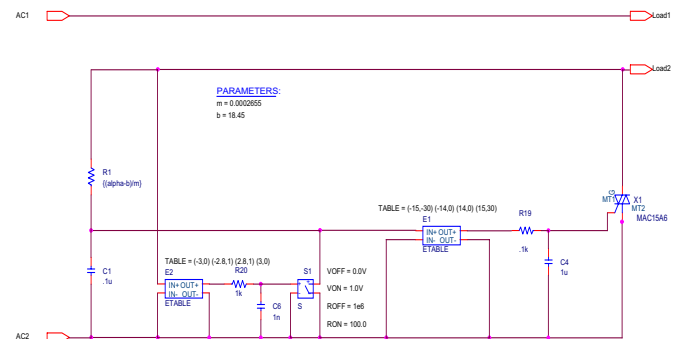 AC1
Load1
Load2
PARAMETERS:
m = 0.0002655
b = 18.45
R1
{(alpha-b)/m}
G
MT1
X1
MT2
MAC15A6
TABLE = (-15,-30) (-14,0) (14,0) (15,30)
E1
R19
IN+ OUT+
IN- OUT-
ETABLE
.1k
C1
.1u
TABLE = (-3,0) (-2.8,1) (2.8,1) (3,0)
E2
R20
S1
VOFF = 0.0V
C4
1u
IN+ OUT+
IN- OUT-
ETABLE
1k
+ +
- -
S
VON = 1.0V
C6
1n
ROFF = 1e6
RON = 100.0
AC2